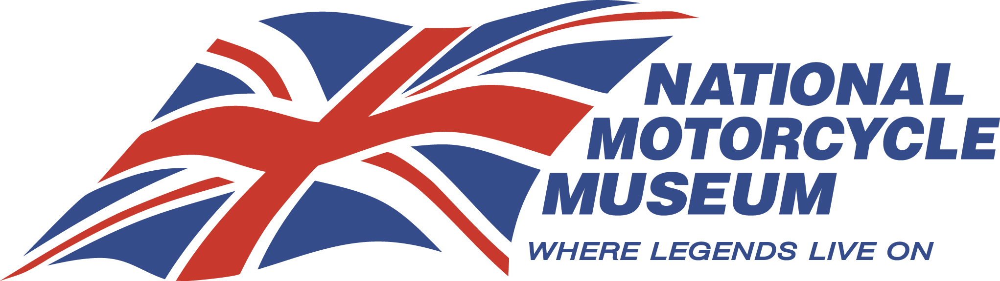 NATIONAL
MOTORCYCLE
MUSEUM
WHERE LEGENDS LIVE ON